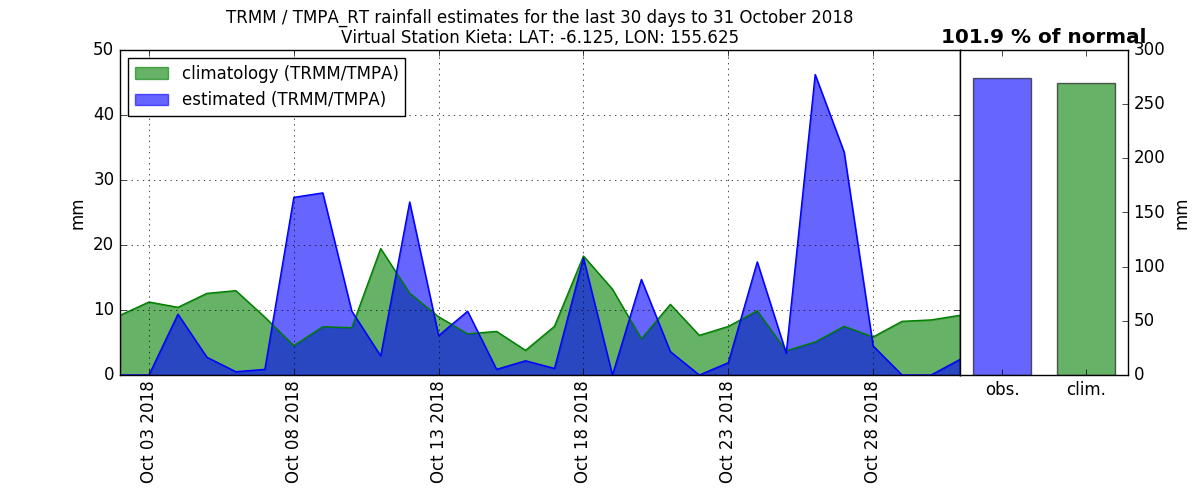 TRMM / TMPA_RT rainfall estimates for the last 30 days to 31 October 2018
Virtual Station Kieta: LAT: -6.125, LON: 155.625
101.9 % of normal
climatology (TRMM/TMPA)
estimated (TRMM/TMPA)
50
40
30
20
10
0
mm
Oct 03 2018
Oct 08 2018
Oct 13 2018
Oct 18 2018
Oct 23 2018
Oct 28 2018
obs.
clim.
300
250
200
150
100
50
0
mm